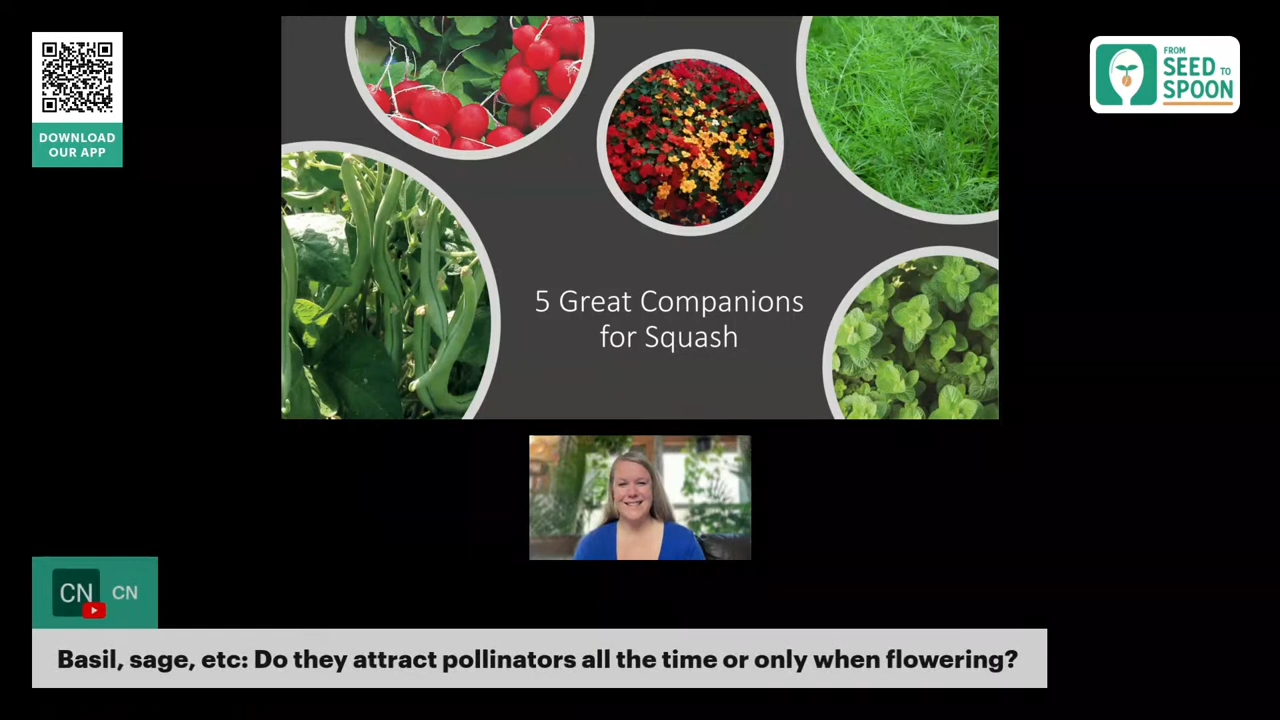 DOWNLOAD
OUR APP
FROM
SEED TO
SPOON
5 Great Companions
for Squash
CN CN
Basil, sage, etc: Do they attract pollinators all the time or only when flowering?